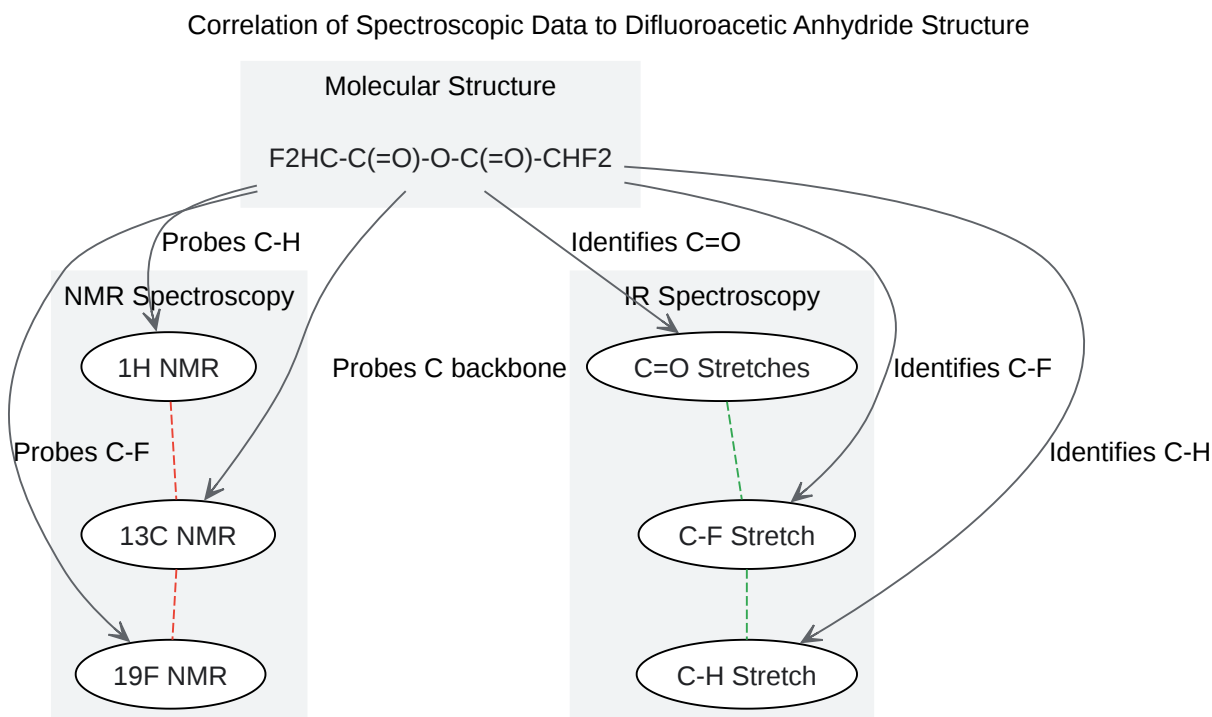 Correlation of Spectroscopic Data to Difluoroacetic Anhydride Structure
Molecular Structure
F2HC-C(=O)-O-C(=O)-CHF2
Probes C-H
Identifies C=O
NMR Spectroscopy
IR Spectroscopy
1H NMR
Probes C backbone
C=O Stretches
Identifies C-F
Probes C-F
Identifies C-H
13C NMR
C-F Stretch
19F NMR
C-H Stretch